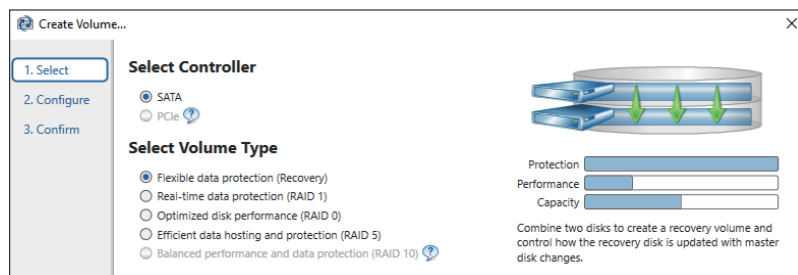 Create Volume...
1. Select
2. Configure
3. Confirm
Select Controller
SATA
PCIe
Select Volume Type
Flexible data protection (Recovery)
Real-time data protection (RAID 1)
Optimized disk performance (RAID 0)
Efficient data hosting and protection (RAID 5)
Balanced performance and data protection (RAID 10)
Protection
Performance
Capacity
Combine two disks to create a recovery volume and
control how the recovery disk is updated with master
disk changes.